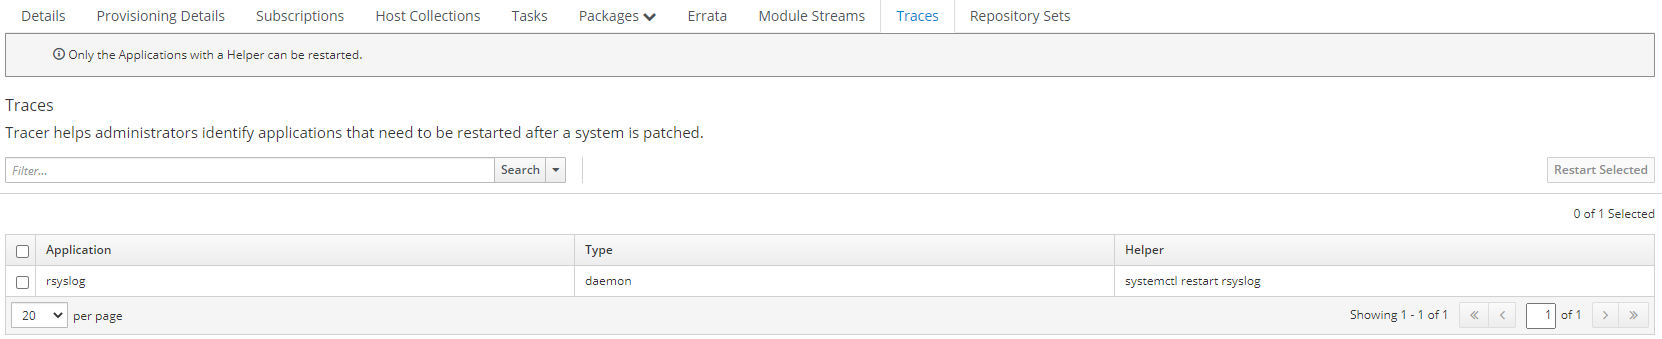 Details Provisioning Details Subscriptions Host Collections Tasks Packages Errata Module Streams Traces Repository Sets
Only the Applications with a Helper can be restarted.
Traces
Tracer helps administrators identify applications that need to be restarted after a system is patched.
Filter... Search Restart Selected
0 of 1 Selected
Application Type Helper
rsyslog daemon systemctl restart rsyslog
20 per page Showing 1 - 1 of 1 « < 1 of 1 > »